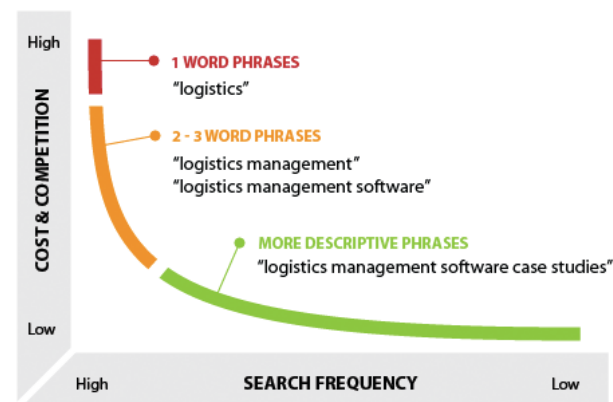 High
1 WORD PHRASES
“logistics”
2 - 3 WORD PHRASES
“logistics management”
“logistics management software”
COST & COMPETITION
MORE DESCRIPTIVE PHRASES
“logistics management software case studies”
Low
High
SEARCH FREQUENCY
Low